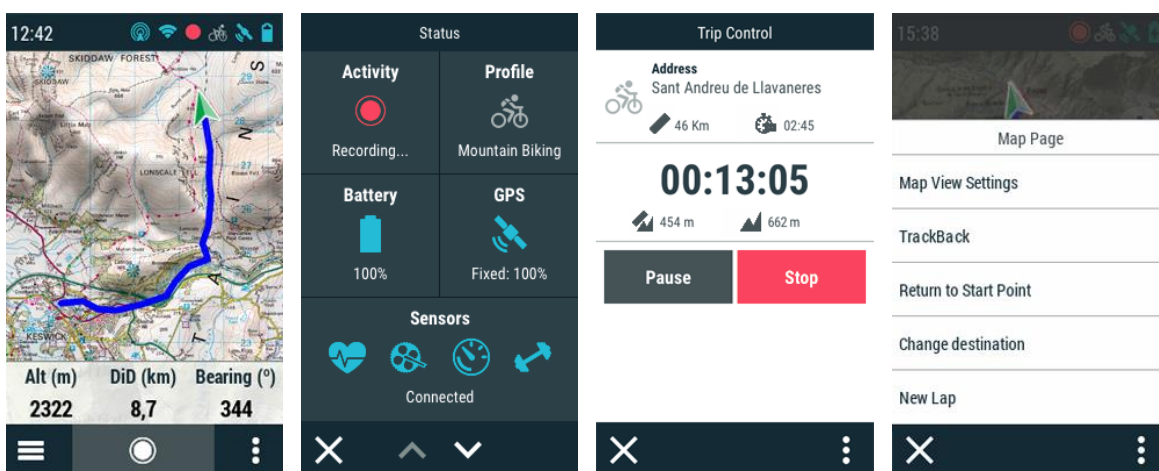 12:42
SKIDDAW FOREST
SKIDDAW
LONSCALE FELL
KESWICK
Alt (m) DiD (km) Bearing (º)
2322 8,7 344
Status
Activity Profile
Recording... Mountain Biking
Battery GPS
100% Fixed: 100%
Sensors
Connected
Trip Control
Address
Sant Andreu de Llavaneres
46 Km 02:45
00:13:05
454 m 662 m
Pause Stop
15:38
Map Page
Map View Settings
TrackBack
Return to Start Point
Change destination
New Lap